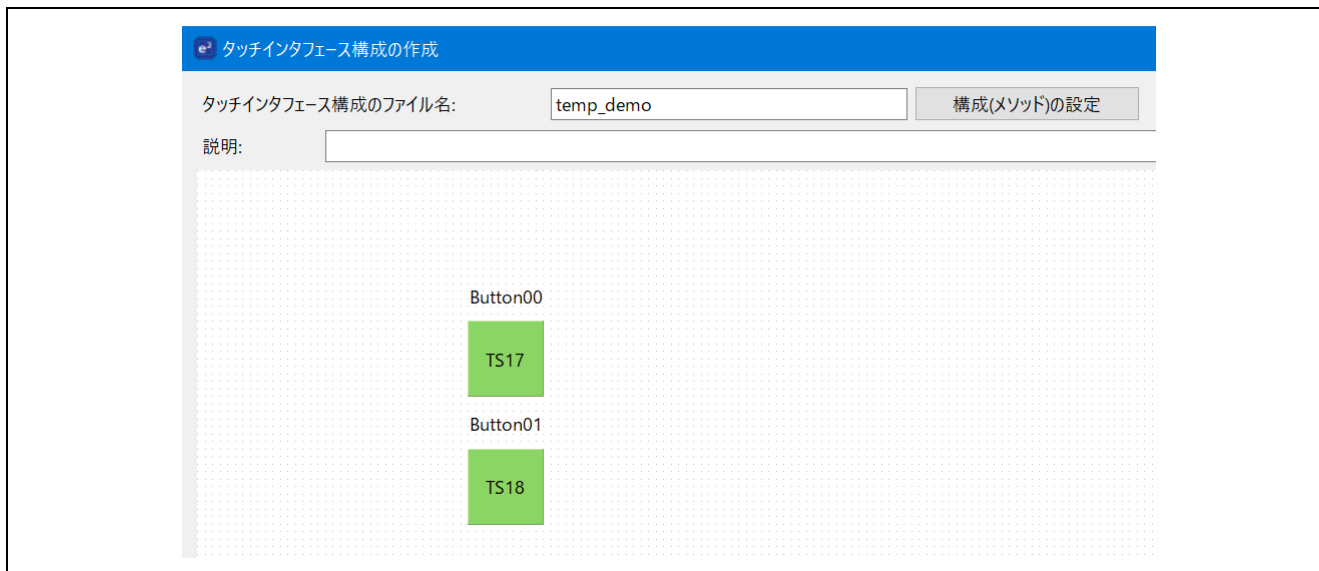 e² タッチインタフェース構成の作成
タッチインタフェース構成のファイル名: temp_demo 構成(メソッド)の設定
説明:
Button00
TS17
Button01
TS18